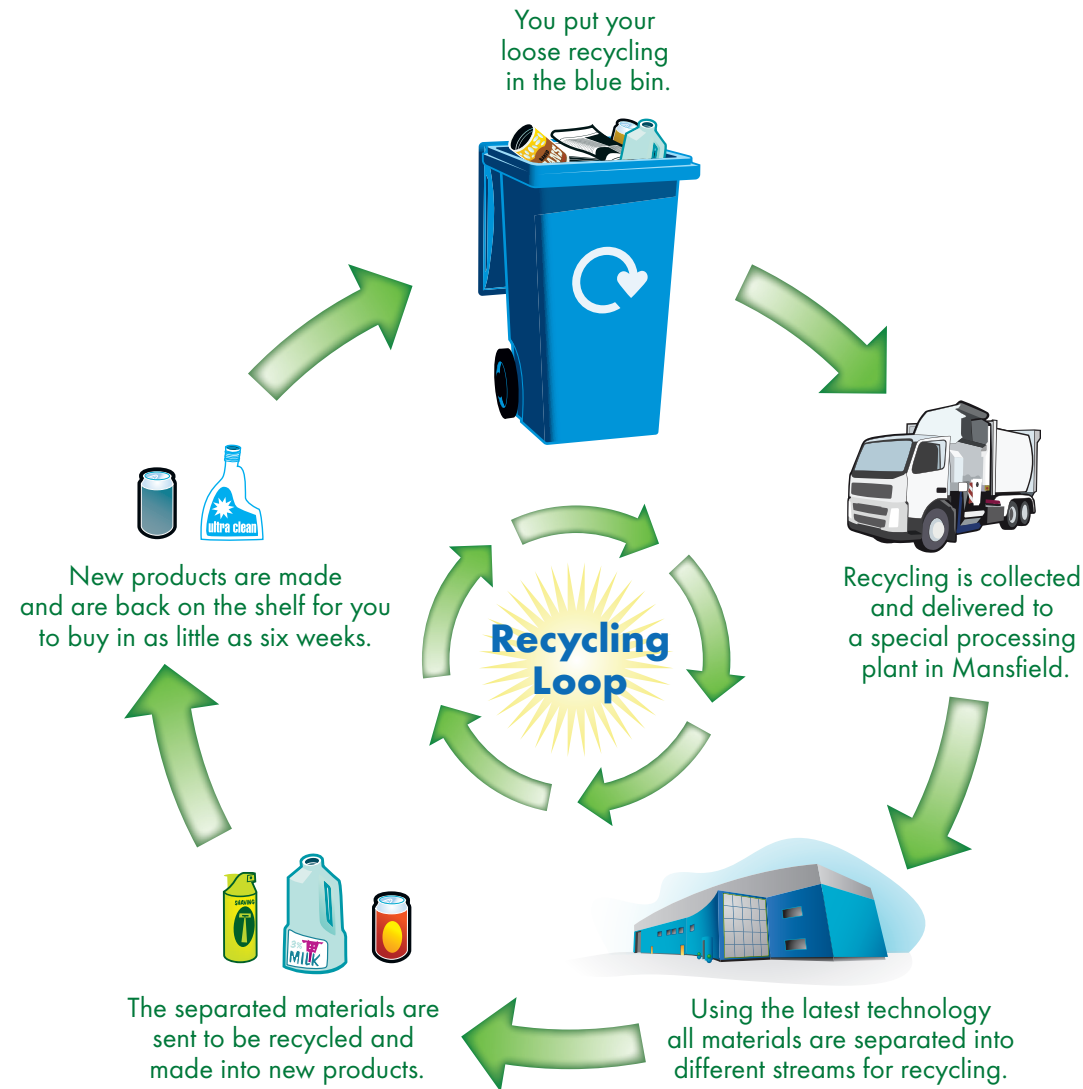 You put your
loose recycling
in the blue bin.
Recycling is collected
and delivered to
a special processing
plant in Mansfield.
Using the latest technology
all materials are separated into
different streams for recycling.
The separated materials are
sent to be recycled and
made into new products.
SHAVING
3%
MILK
New products are made
and are back on the shelf for you
to buy in as little as six weeks.
ultra clean
Recycling
Loop